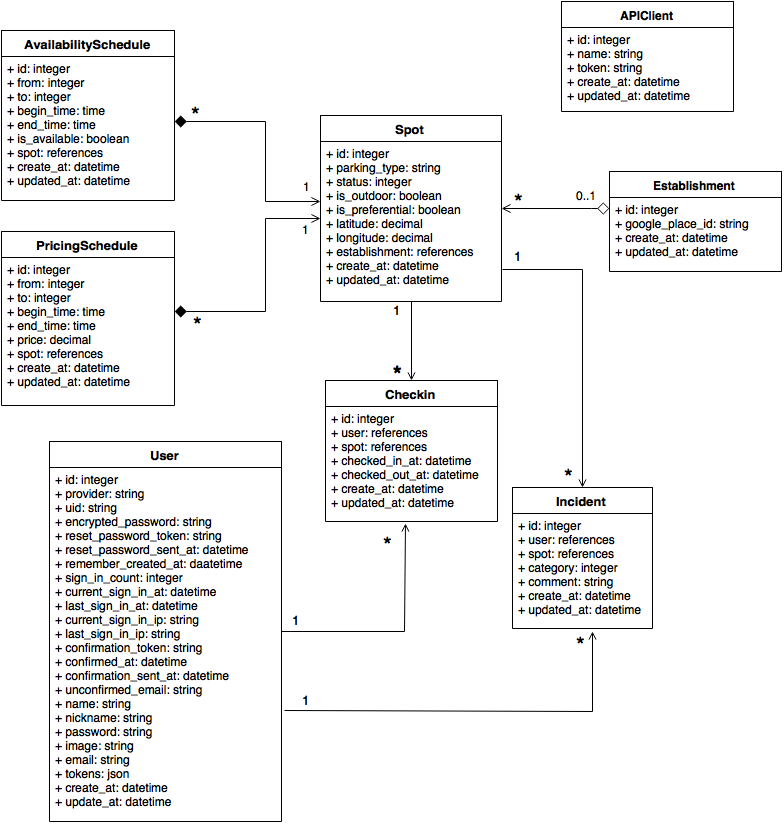 APIClient
+ id: integer
+ name: string
+ token: string
+ create_at: datetime
+ updated_at: datetime
AvailabilitySchedule
+ id: integer
+ from: integer
+ to: integer
+ begin_time: time
+ end_time: time
+ is_available: boolean
+ spot: references
+ create_at: datetime
+ updated_at: datetime
*
1
Spot
+ id: integer
+ parking_type: string
+ status: integer
+ is_outdoor: boolean
+ is_preferential: boolean
+ latitude: decimal
+ longitude: decimal
+ establishment: references
+ create_at: datetime
+ updated_at: datetime
*
0..1
Establishment
+ id: integer
+ google_place_id: string
+ create_at: datetime
+ updated_at: datetime
PricingSchedule
+ id: integer
+ from: integer
+ to: integer
+ begin_time: time
+ end_time: time
+ price: decimal
+ spot: references
+ create_at: datetime
+ updated_at: datetime
1
*
1
1
*
*
Checkin
+ id: integer
+ user: references
+ spot: references
+ checked_in_at: datetime
+ checked_out_at: datetime
+ create_at: datetime
+ updated_at: datetime
*
Incident
+ id: integer
+ user: references
+ spot: references
+ category: integer
+ comment: string
+ create_at: datetime
+ updated_at: datetime
*
User
+ id: integer
+ provider: string
+ uid: string
+ encrypted_password: string
+ reset_password_token: string
+ reset_password_sent_at: datetime
+ remember_created_at: daatetime
+ sign_in_count: integer
+ current_sign_in_at: datetime
+ last_sign_in_at: datetime
+ current_sign_in_ip: string
+ last_sign_in_ip: string
+ confirmation_token: string
+ confirmed_at: datetime
+ confirmation_sent_at: datetime
+ unconfirmed_email: string
+ name: string
+ nickname: string
+ password: string
+ image: string
+ email: string
+ tokens: json
+ create_at: datetime
+ update_at: datetime
1
1